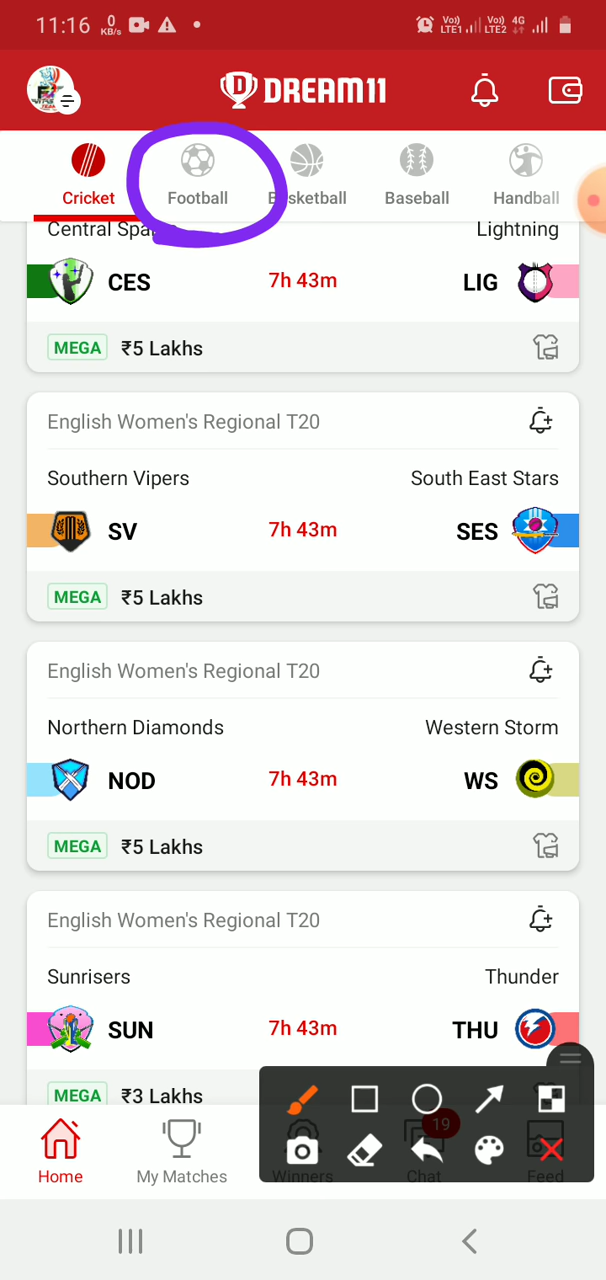 11:16 0 KB/s Vo)) LTE1 Vo)) LTE2 4G
DREAM11
Cricket Football Basketball Baseball Handball
Central Spa Lightning
CES 7h 43m LIG
MEGA ₹5 Lakhs
English Women's Regional T20
Southern Vipers South East Stars
SV 7h 43m SES
MEGA ₹5 Lakhs
English Women's Regional T20
Northern Diamonds Western Storm
NOD 7h 43m WS
MEGA ₹5 Lakhs
English Women's Regional T20
Sunrisers Thunder
SUN 7h 43m THU
MEGA ₹3 Lakhs
19
Home My Matches Winners Chat Feed